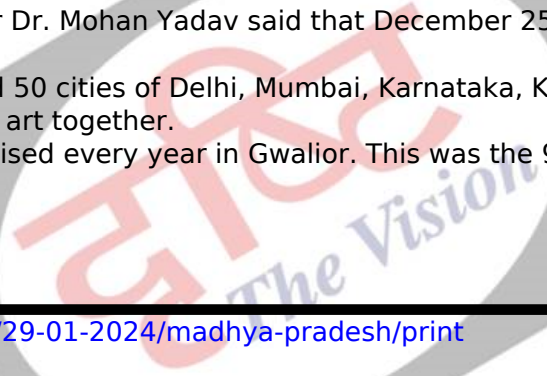 r Dr. Mohan Yadav said that December 25
l 50 cities of Delhi, Mumbai, Karnataka, K
art together.
ised every year in Gwalior. This was the 9
दृष्टि
The Vision
/29-01-2024/madhya-pradesh/print